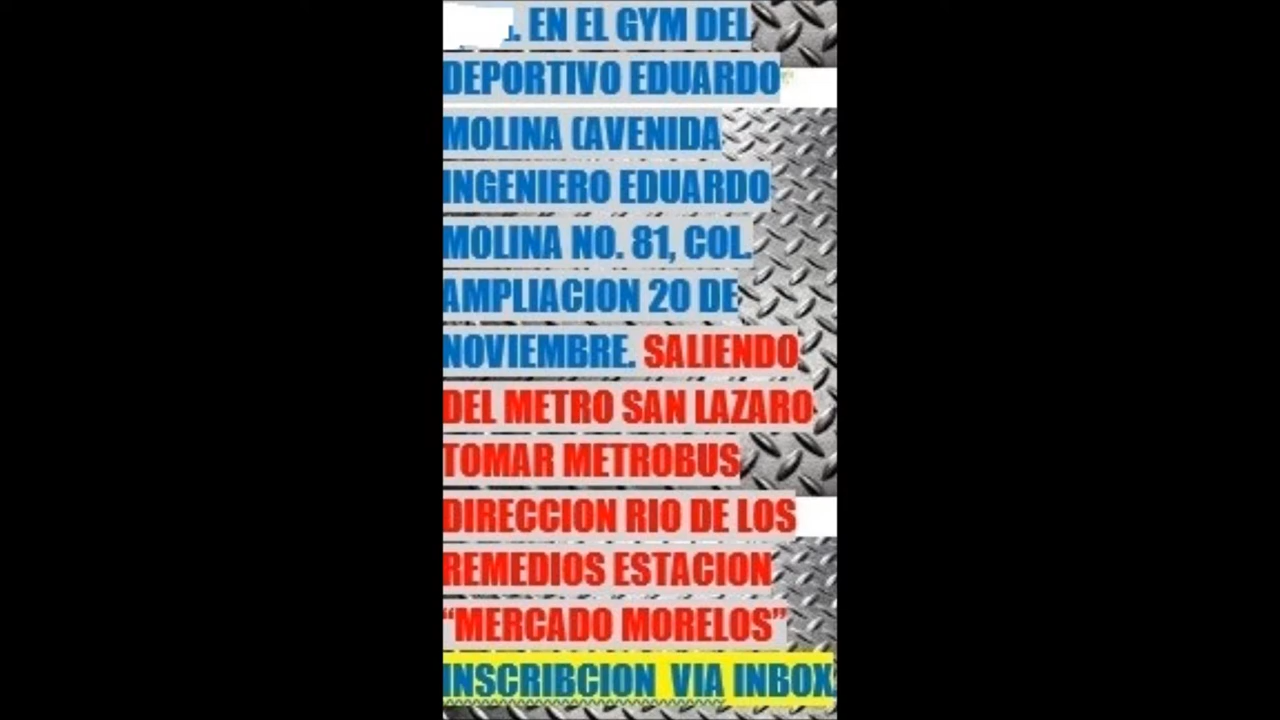 . EN EL GYM DEL
DEPORTIVO EDUARDO
MOLINA (AVENIDA
INGENIERO EDUARDO
MOLINA NO. 81, COL.
AMPLIACION 20 DE
NOVIEMBRE. SALIENDO
DEL METRO SAN LAZARO
TOMAR METROBUS
DIRECCION RIO DE LOS
REMEDIOS ESTACION
“MERCADO MORELOS”
INSCRIBCION VIA INBOX